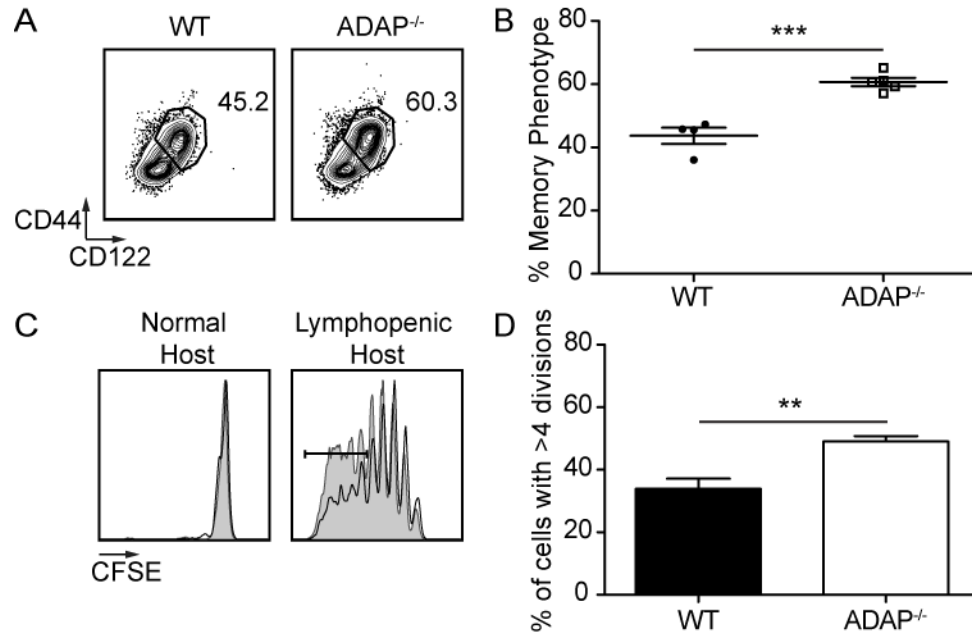 A
WT
ADAP-/-
45.2
60.3
CD44
CD122
B
% Memory Phenotype
80
60
40
20
0
***
WT
ADAP-/-
C
Normal
Host
Lymphopenic
Host
CFSE
D
% of cells with >4 divisions
80
60
40
20
0
**
WT
ADAP-/-